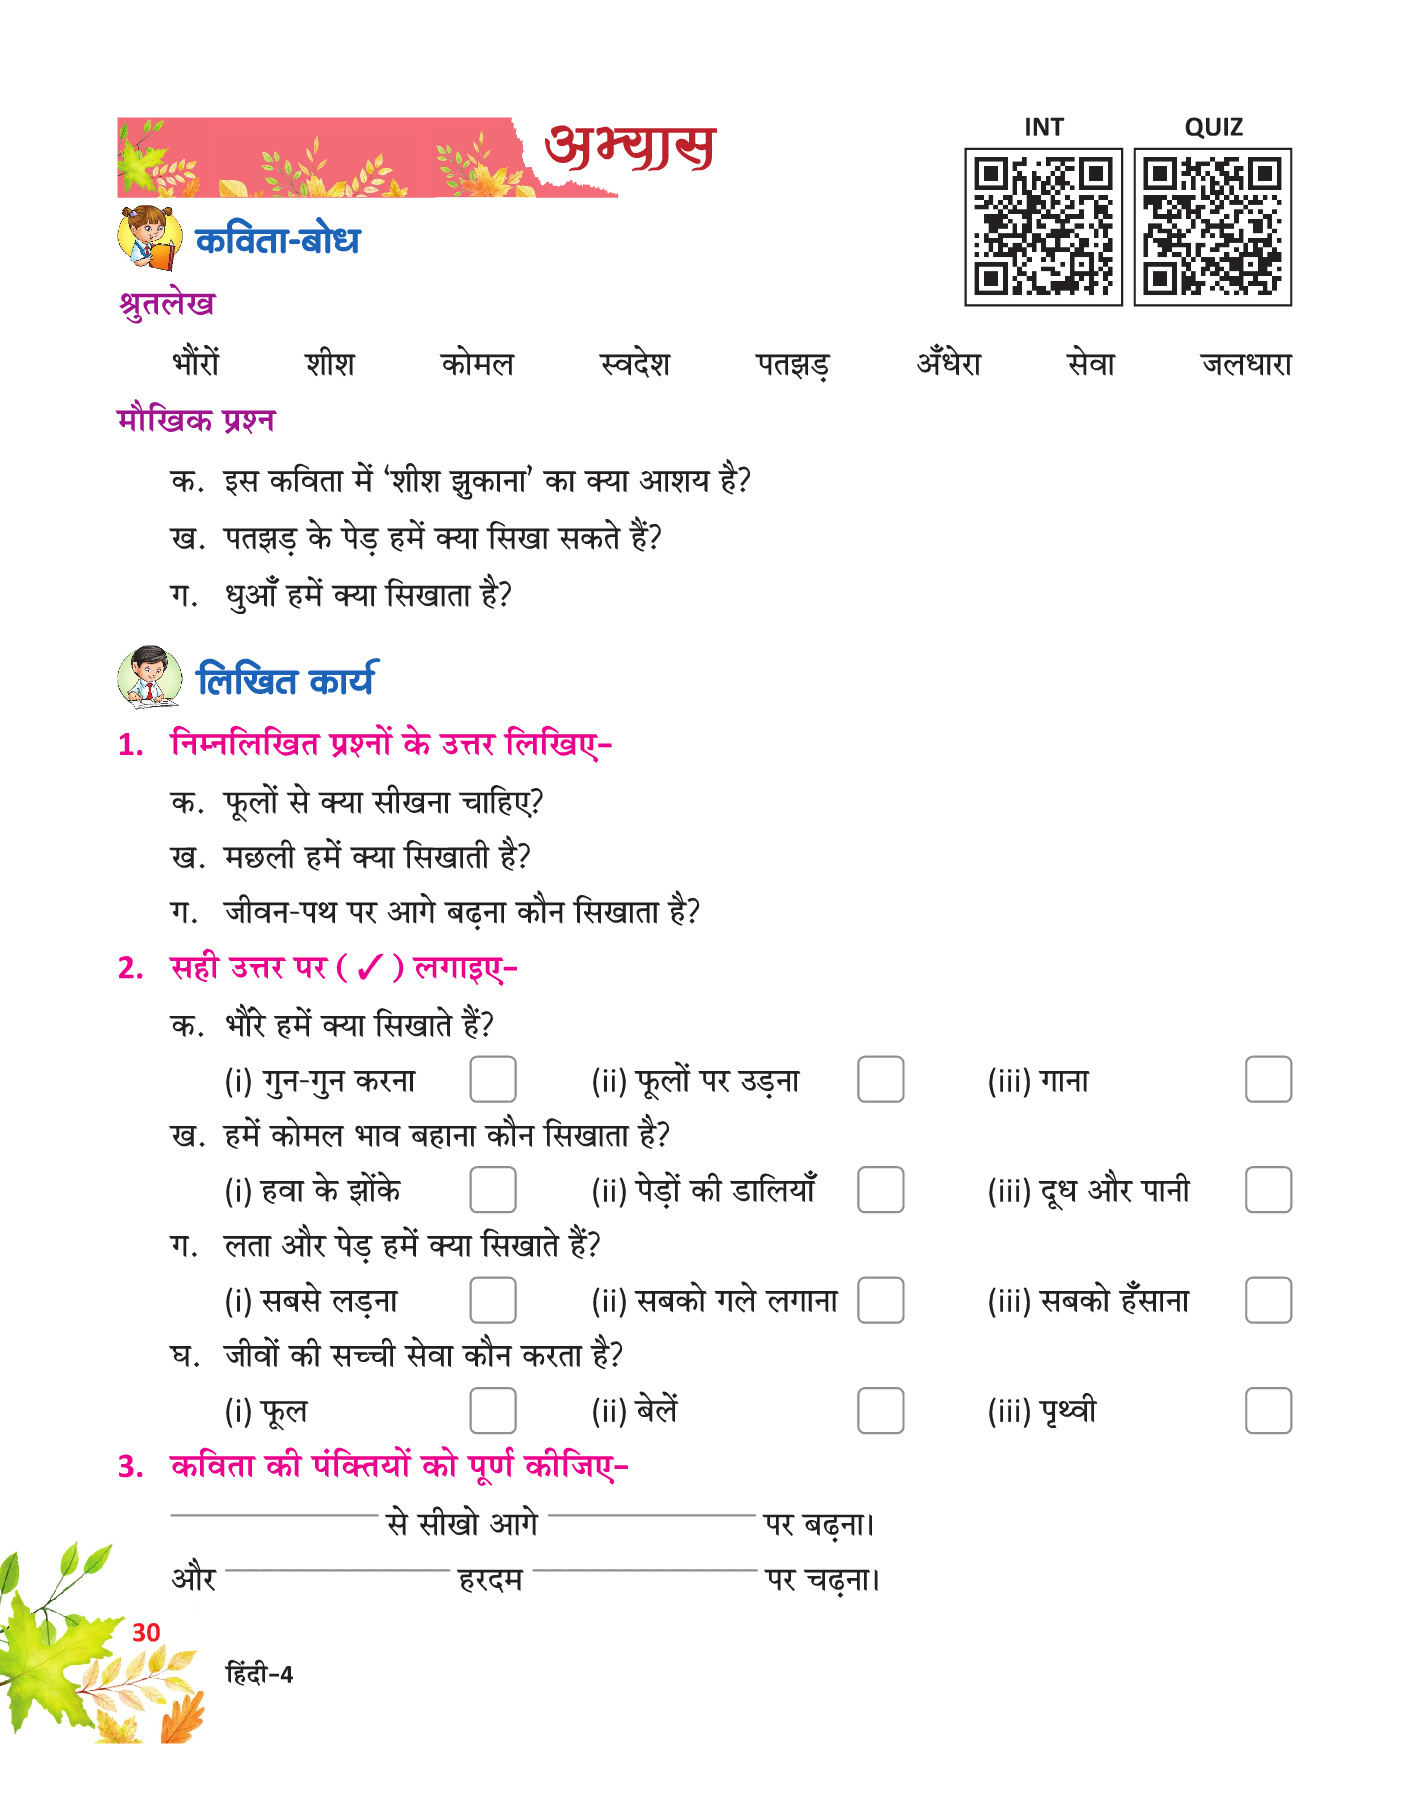 अभ्यास
INT QUIZ
कविता-बोध
श्रुतलेख
भौंरों शीश कोमल स्वदेश पतझड़ अँधेरा सेवा जलधारा
मौखिक प्रश्न
क. इस कविता में ‘शीश झुकाना’ का क्या आशय है?
ख. पतझड़ के पेड़ हमें क्या सिखा सकते हैं?
ग. धुआँ हमें क्या सिखाता है?
लिखित कार्य
1. निम्नलिखित प्रश्नों के उत्तर लिखिए–
क. फूलों से क्या सीखना चाहिए?
ख. मछली हमें क्या सिखाती है?
ग. जीवन-पथ पर आगे बढ़ना कौन सिखाता है?
2. सही उत्तर पर (✓) लगाइए–
क. भौंरे हमें क्या सिखाते हैं?
(i) गुन-गुन करना (ii) फूलों पर उड़ना (iii) गाना
ख. हमें कोमल भाव बहाना कौन सिखाता है?
(i) हवा के झोंके (ii) पेड़ों की डालियाँ (iii) दूध और पानी
ग. लता और पेड़ हमें क्या सिखाते हैं?
(i) सबसे लड़ना (ii) सबको गले लगाना (iii) सबको हँसाना
घ. जीवों की सच्ची सेवा कौन करता है?
(i) फूल (ii) बेलें (iii) पृथ्वी
3. कविता की पंक्तियों को पूर्ण कीजिए–
से सीखो आगे पर बढ़ना।
और हरदम पर चढ़ना।
30
हिंदी–4